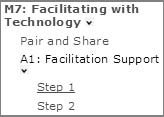 M7: Facilitating with
Technology
Pair and Share
A1: Facilitation Support
Step 1
Step 2